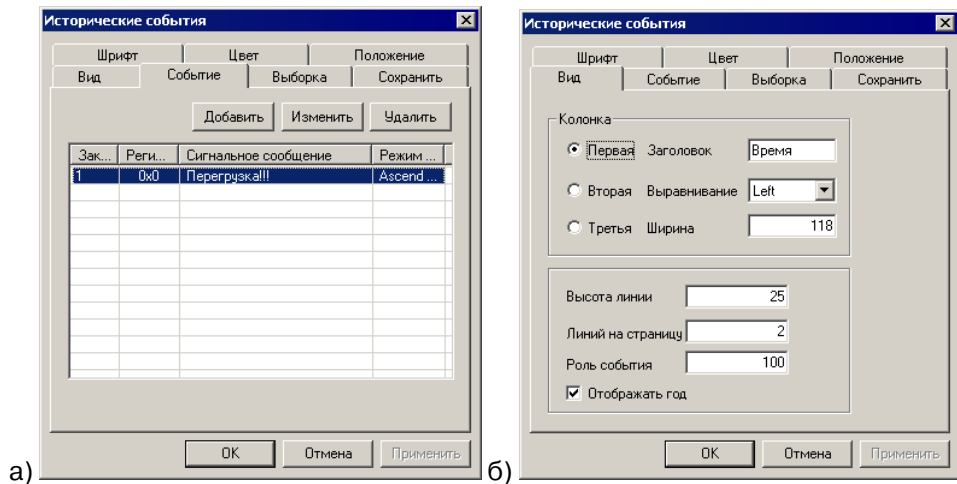 Исторические события
Шрифт Цвет Положение
Вид Событие Выборка Сохранить
Добавить Изменить Удалить
Зак... Реги... Сигнальное сообщение Режим ...
1 0x0 Перегрузка!!! Ascend ...
OK Отмена Применить
а)
Исторические события
Шрифт Цвет Положение
Вид Событие Выборка Сохранить
Колонка
Первая Заголовок Время
Вторая Выравнивание Left
Третья Ширина 118
Высота линии 25
Линий на страницу 2
Роль события 100
Отображать год
OK Отмена Применить
б)